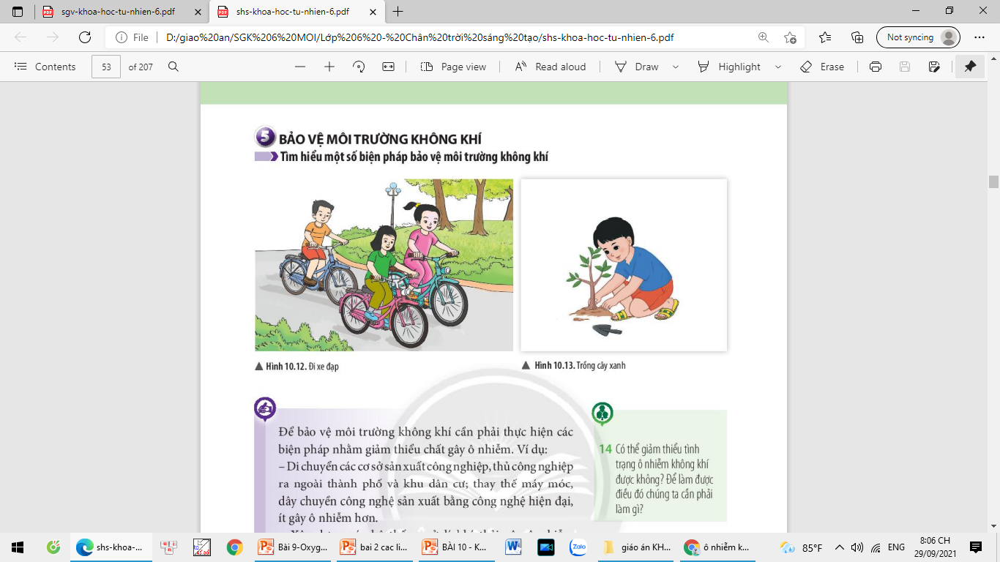 sgv-khoa-hoc-tu-nhien-6.pdf
shs-khoa-hoc-tu-nhien-6.pdf
File
D:/giao%20an/SGK%206%20MOI/Lớp%206%20-%20Chân%20trời%20sáng%20tạo/shs-khoa-hoc-tu-nhien-6.pdf
Not syncing
Contents
53
of 207
Page view
Read aloud
Draw
Highlight
Erase
5 BẢO VỆ MÔI TRƯỜNG KHÔNG KHÍ
Tìm hiểu một số biện pháp bảo vệ môi trường không khí
Hình 10.12. Đi xe đạp
Hình 10.13. Trồng cây xanh
Để bảo vệ môi trường không khí cần phải thực hiện các
biện pháp nhằm giảm thiểu chất gây ô nhiễm. Ví dụ:
– Di chuyển các cơ sở sản xuất công nghiệp, thủ công nghiệp
ra ngoài thành phố và khu dân cư; thay thế máy móc,
dây chuyền công nghệ sản xuất bằng công nghệ hiện đại,
ít gây ô nhiễm hơn.
14 Có thể giảm thiểu tình
trạng ô nhiễm không khí
được không? Để làm được
điều đó chúng ta cần phải
làm gì?
shs-khoa-...
Bài 9-Oxyg...
bai 2 cac li...
BÀI 10 - K...
Zalo
giáo án KH...
ô nhiễm k...
85°F
ENG
8:06 CH
29/09/2021